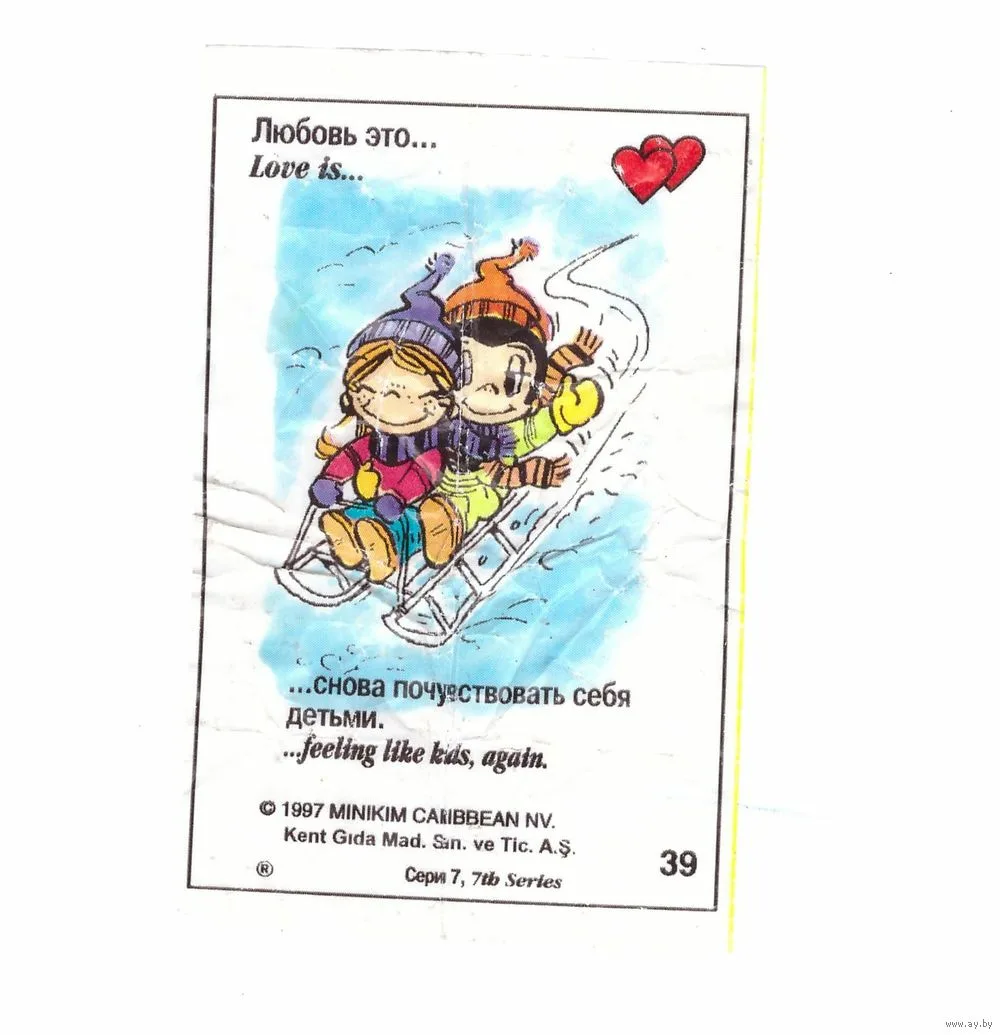 Любовь это...
Love is...
...снова почувствовать себя
детьми.
...feeling like kids, again.
© 1997 MINIKIM CARIBBEAN NV.
Kent Gıda Mad. San. ve Tic. A.Ş.
® Сери 7, 7th Series
39
www.ay.by